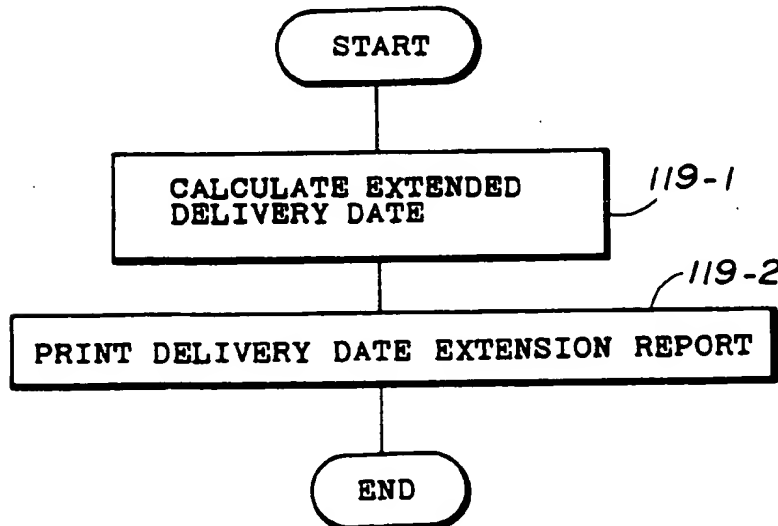 START
CALCULATE EXTENDED
DELIVERY DATE
119-1
119-2
PRINT DELIVERY DATE EXTENSION REPORT
END